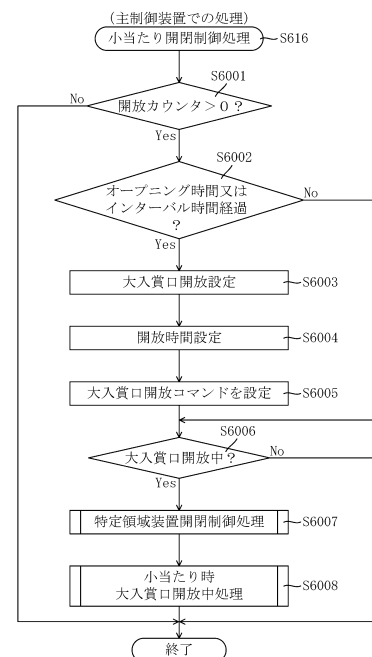 (主制御装置での処理)
小当たり開閉制御処理
S616
S6001
開放カウンタ＞０？
No
Yes
S6002
オープニング時間又は
インターバル時間経過
？
No
Yes
大入賞口開放設定
S6003
開放時間設定
S6004
大入賞口開放コマンドを設定
S6005
S6006
大入賞口開放中？
No
Yes
特定領域装置開閉制御処理
S6007
小当たり時
大入賞口開放中処理
S6008
終了